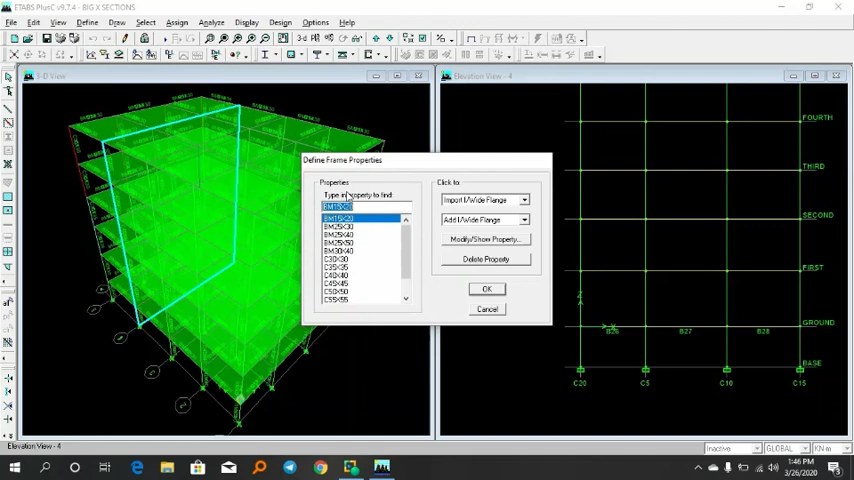 ETABS PlusC v9.7.4 - BIG X SECTIONS
File Edit View Define Draw Select Assign Analyze Display Design Options Help
3-d
3-D View
Elevation View - 4
Define Frame Properties
Properties
Type in property to find:
BM15X20
BM15X20
BM25X30
BM25X40
BM25X50
BM30X40
C30X30
C35X35
C40X40
C45X45
C50X50
C55X55
Click to:
Import I/Wide Flange
Add I/Wide Flange
Modify/Show Property...
Delete Property
OK
Cancel
FOURTH
THIRD
SECOND
FIRST
GROUND
BASE
Z
X
B26 B27 B28
C20 C5 C10 C15
Elevation View - 4
Inactive GLOBAL KN-m
1:46 PM
3/26/2020